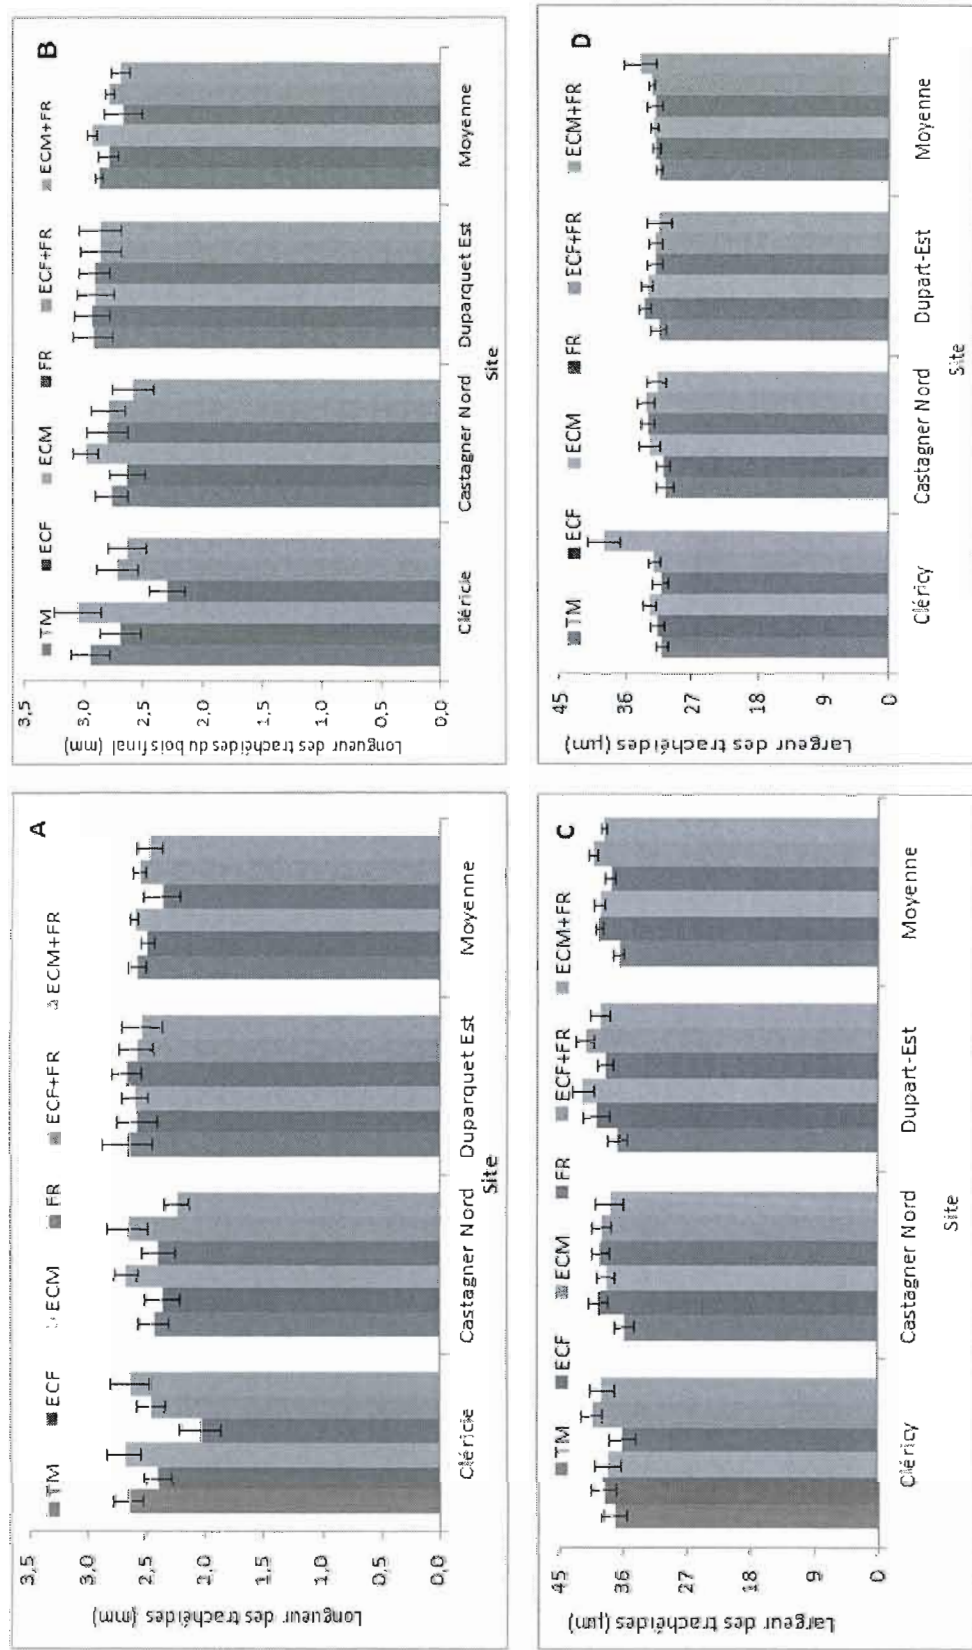 A
TM ECF ECM FR ECF+FR ECM+FR
Longueur des trachéides (mm)
3,5
3,0
2,5
2,0
1,5
1,0
0,5
0,0
Cléricie Castagner Nord Duparquet Est Moyenne
Site
B
TM ECF ECM FR ECF+FR ECM+FR
Longueur des trachéides du bois final (mm)
3,5
3,0
2,5
2,0
1,5
1,0
0,5
0,0
Cléricie Castagner Nord Duparquet Est Moyenne
Site
C
TM ECF ECM FR ECF+FR ECM+FR
Largeur des trachéides (µm)
45
36
27
18
9
0
Cléricy Castagner Nord Dupart-Est Moyenne
Site
D
TM ECF ECM FR ECF+FR ECM+FR
Largeur des trachéides (µm)
45
36
27
18
9
0
Cléricy Castagner Nord Dupart-Est Moyenne
Site